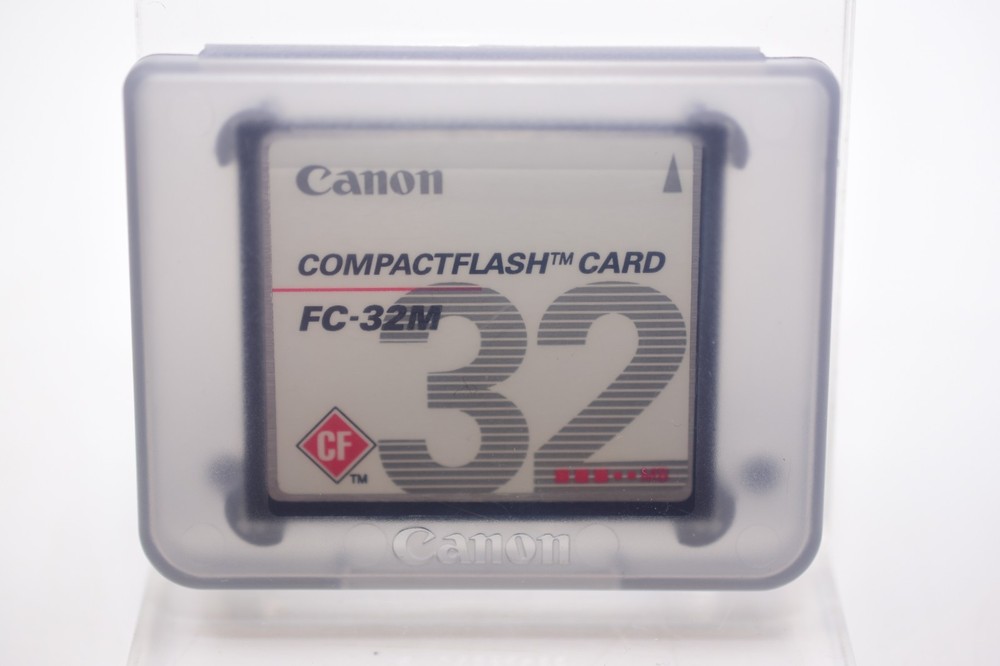 Canon
COMPACTFLASH™ CARD
FC-32M
32
CF
TM
Canon